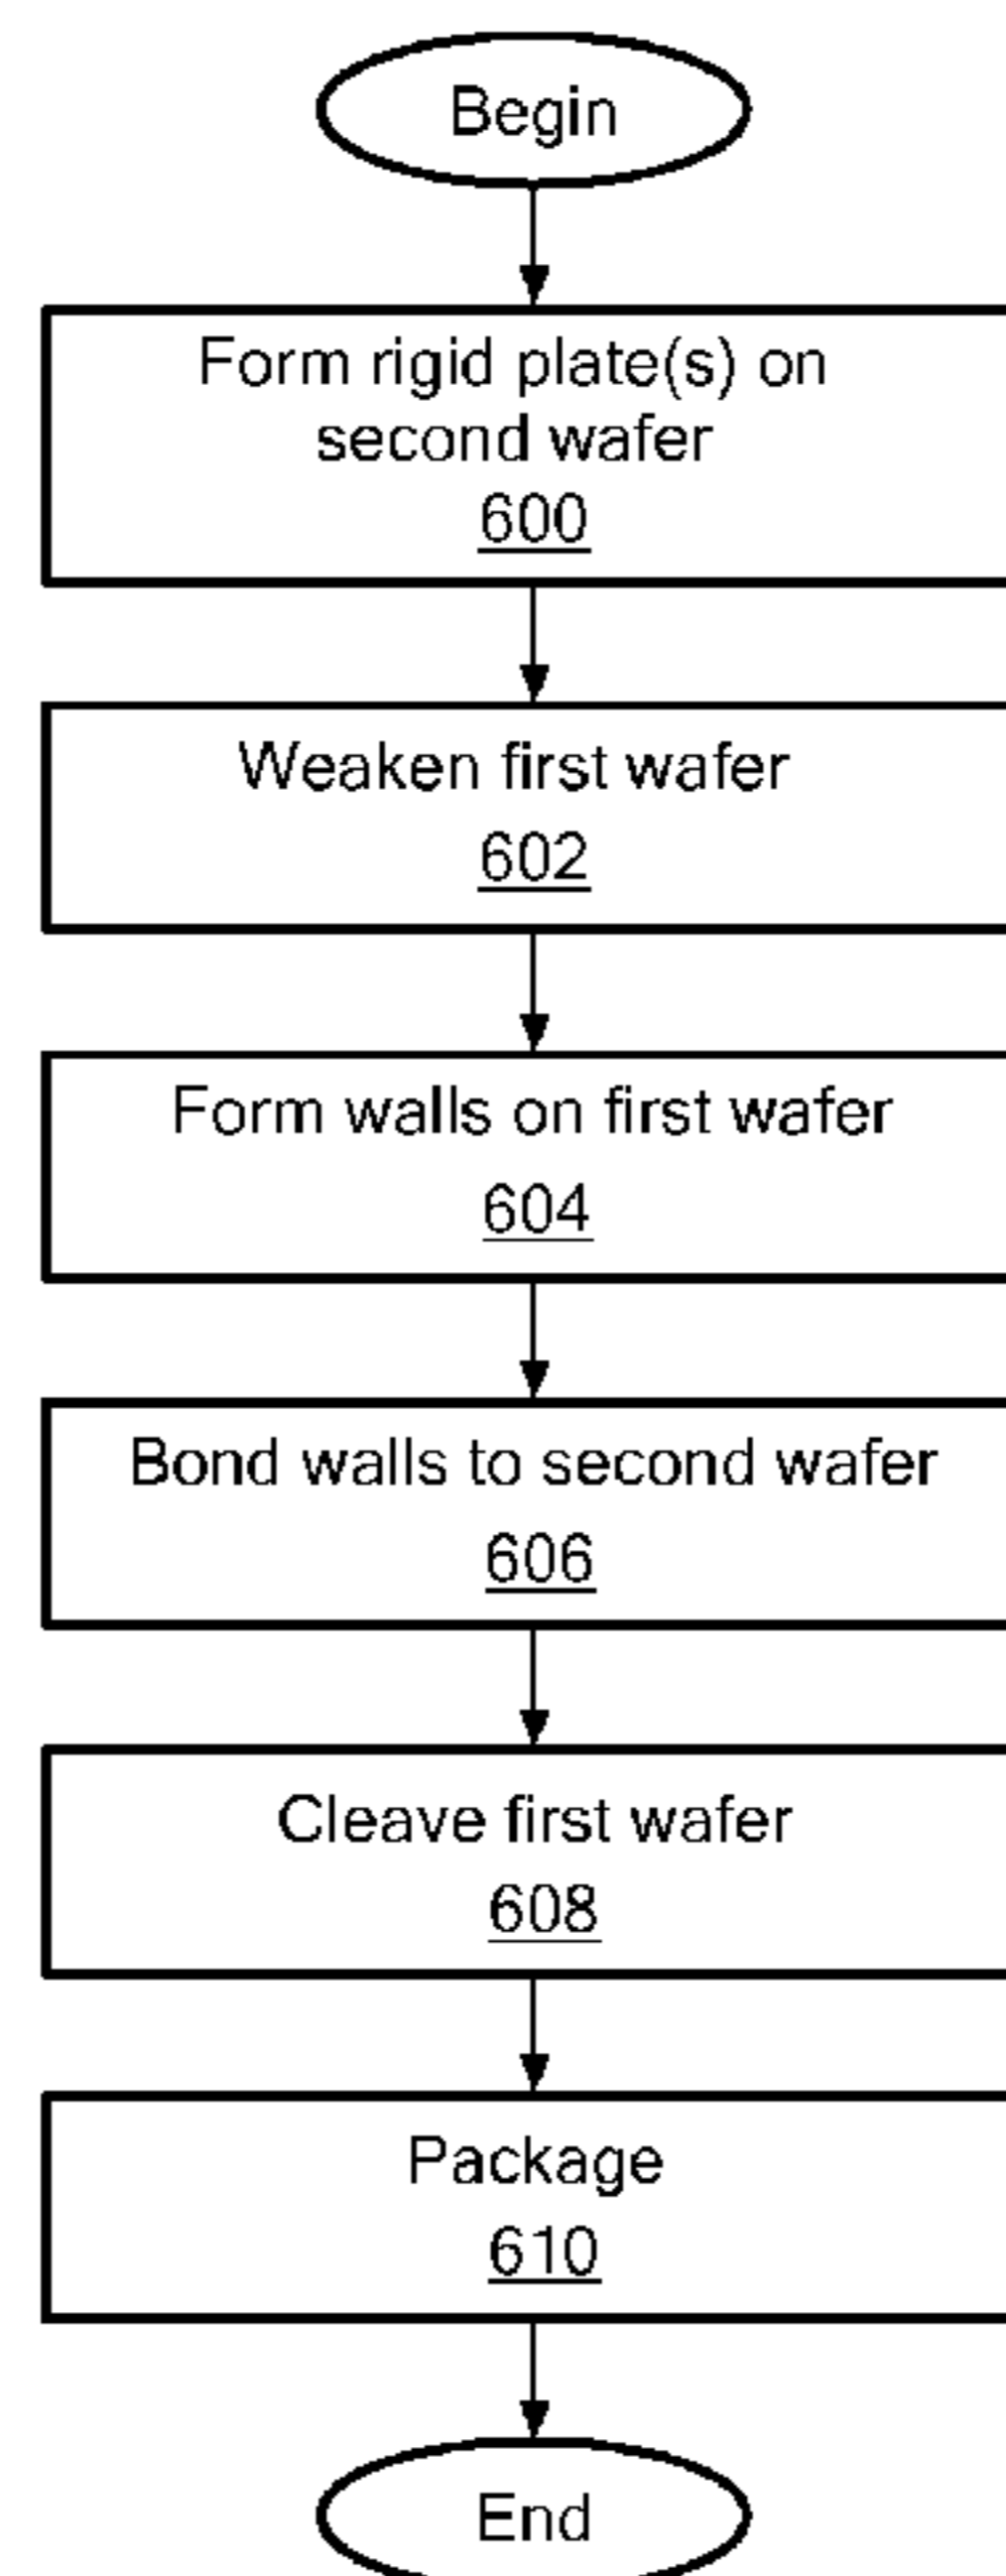 Begin
Form rigid plate(s) on
second wafer
600
Weaken first wafer
602
Form walls on first wafer
604
Bond walls to second wafer
606
Cleave first wafer
608
Package
610
End